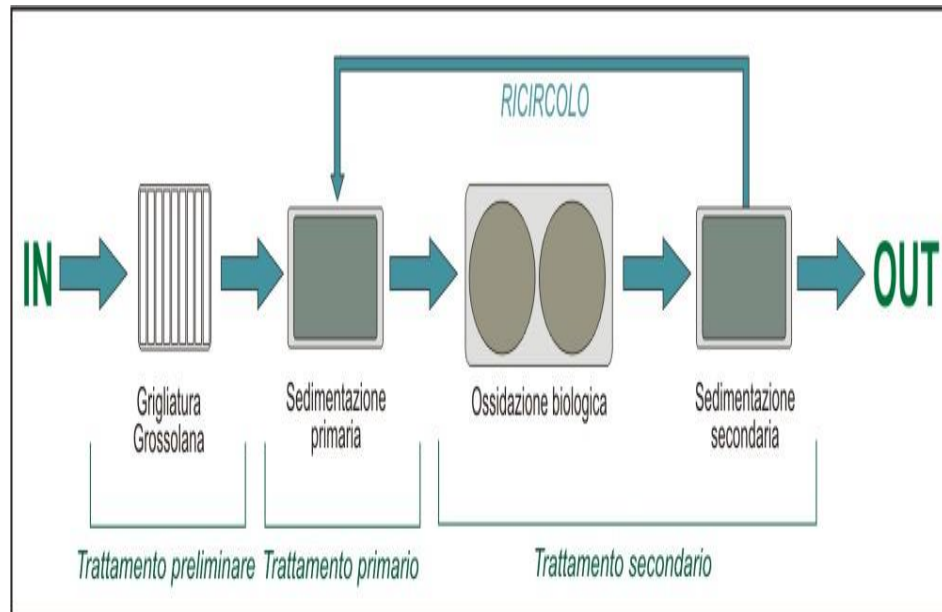 RICIRCOLO
IN
OUT
Grigliatura
Grossolana
Sedimentazione
primaria
Ossidazione biologica
Sedimentazione
secondaria
Trattamento preliminare
Trattamento primario
Trattamento secondario